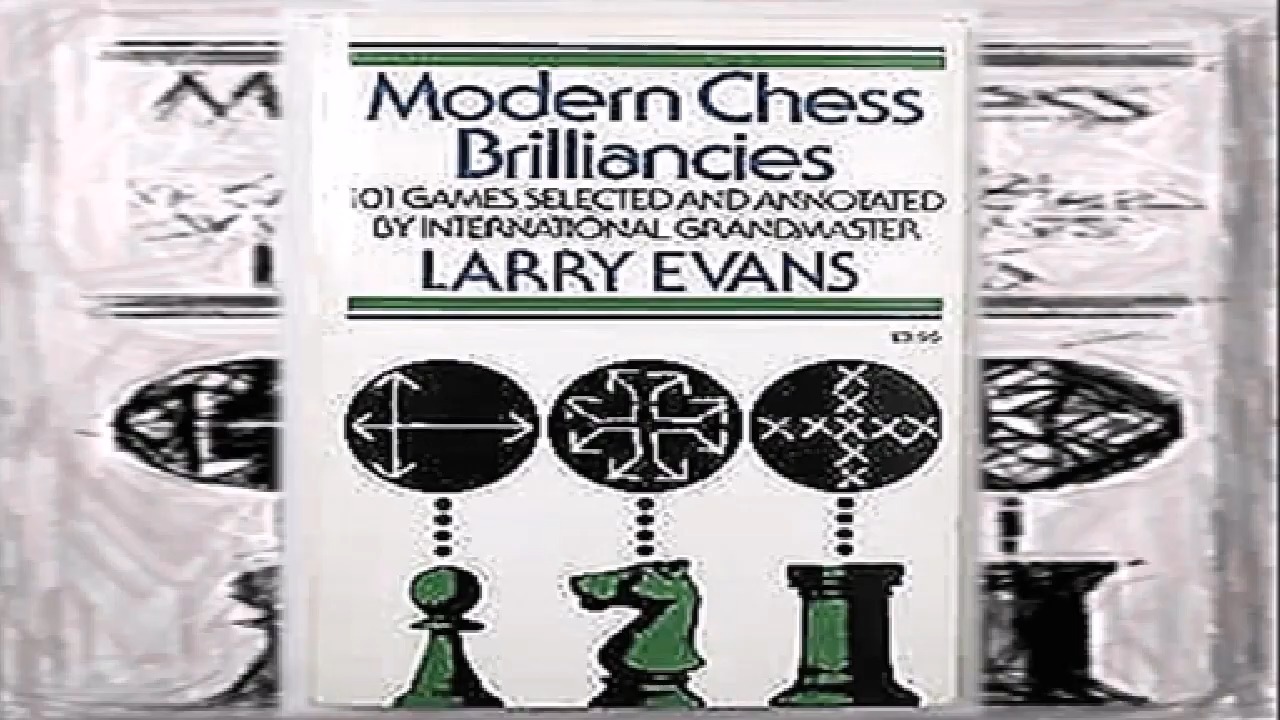 Modern Chess
Brilliancies
101 GAMES SELECTED AND ANNOTATED
BY INTERNATIONAL GRANDMASTER
LARRY EVANS